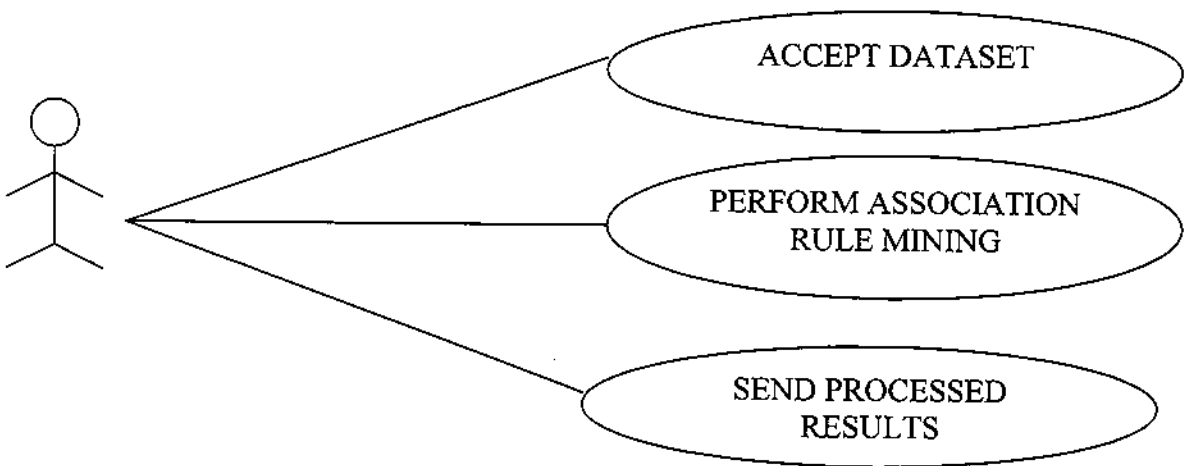 ACCEPT DATASET
PERFORM ASSOCIATION
RULE MINING
SEND PROCESSED
RESULTS